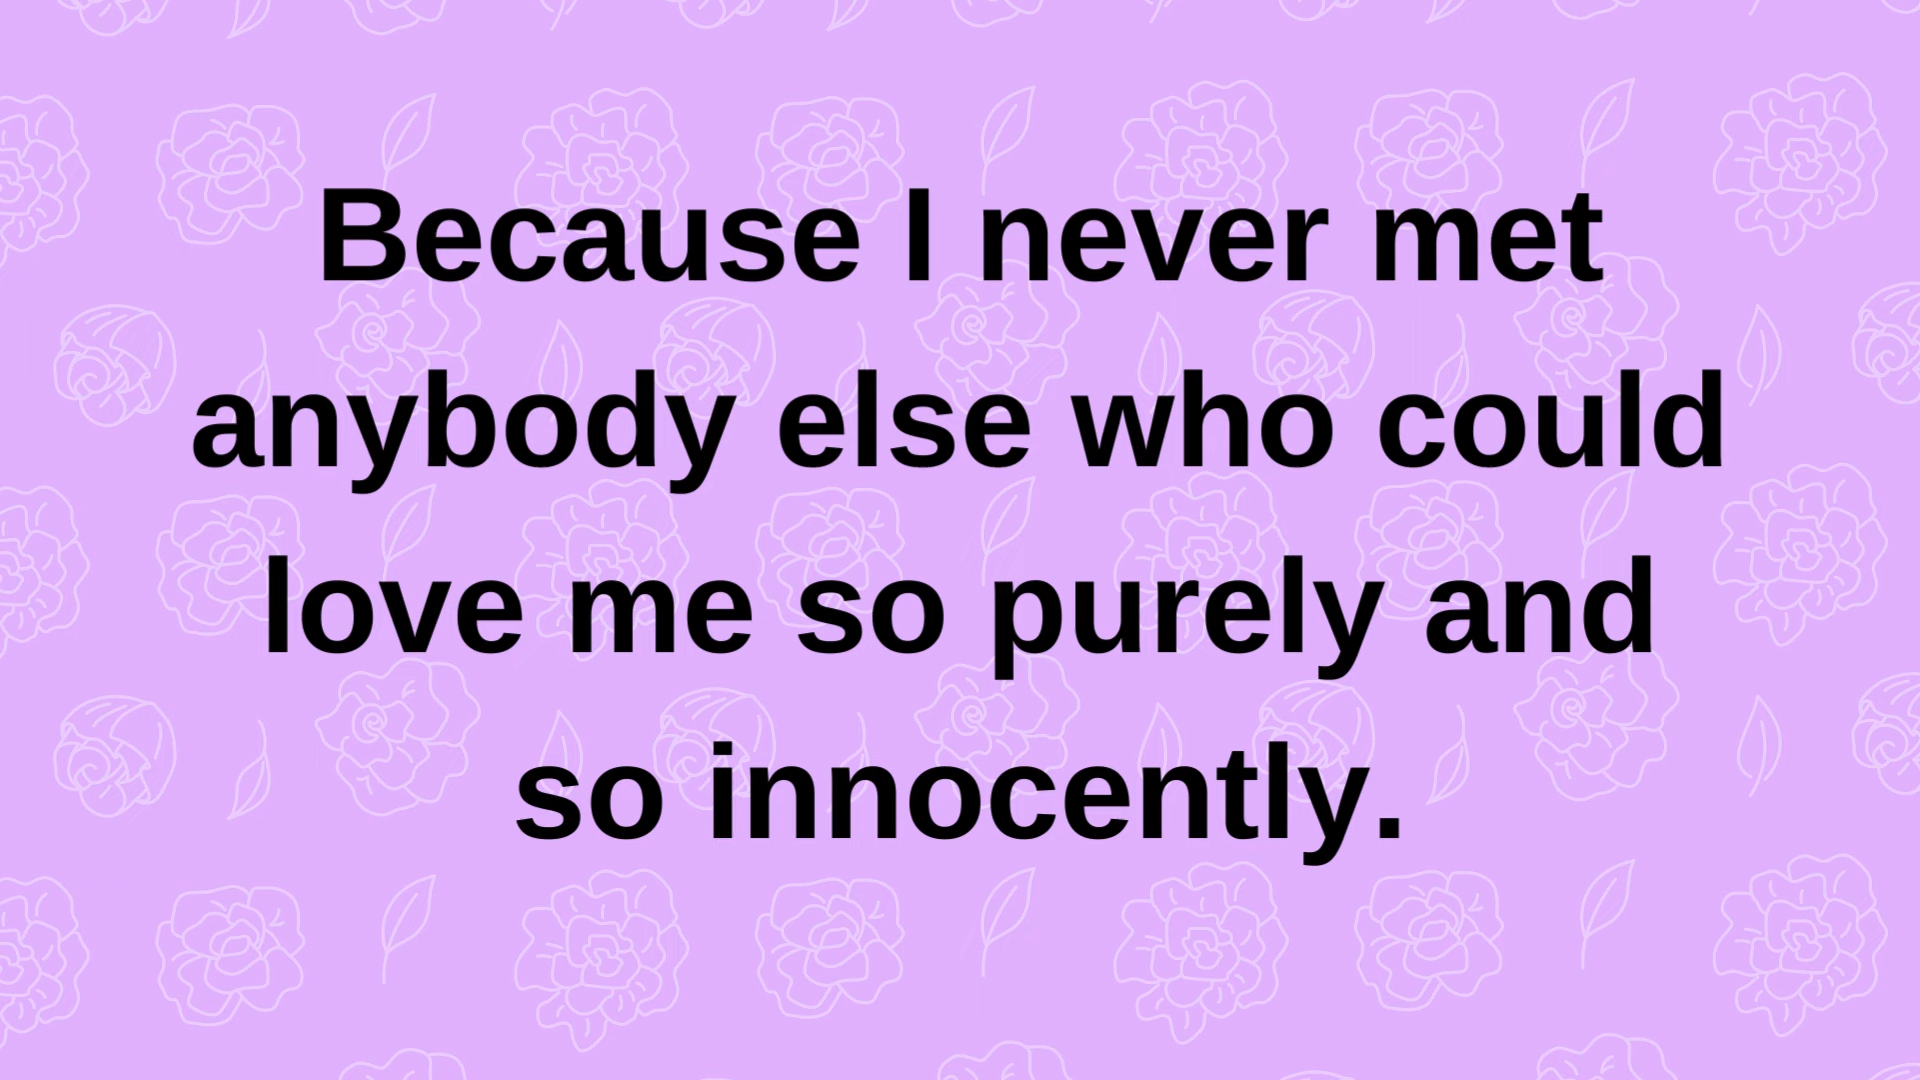 Because I never met
anybody else who could
love me so purely and
so innocently.